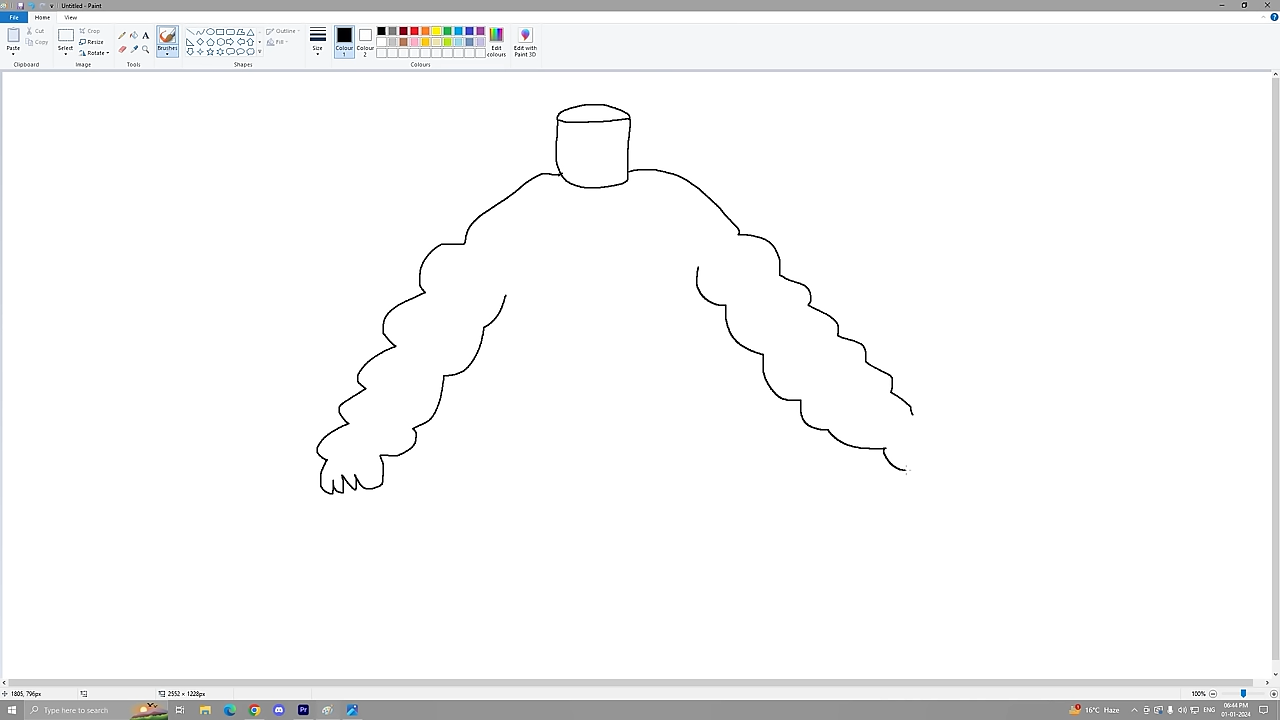 Untitled - Paint
File Home View
Paste
Cut
Copy
Clipboard
Select
Crop
Resize
Rotate
Image
A
Tools
Brushes
Outline
Fill
Shapes
Size
Colour
1
Colour
2
Colours
Edit
colours
Edit with
Paint 3D
1805, 796px
2552 × 1228px
100%
Type here to search
Pr
16°C Haze
ENG
06:44 PM
01-01-2024